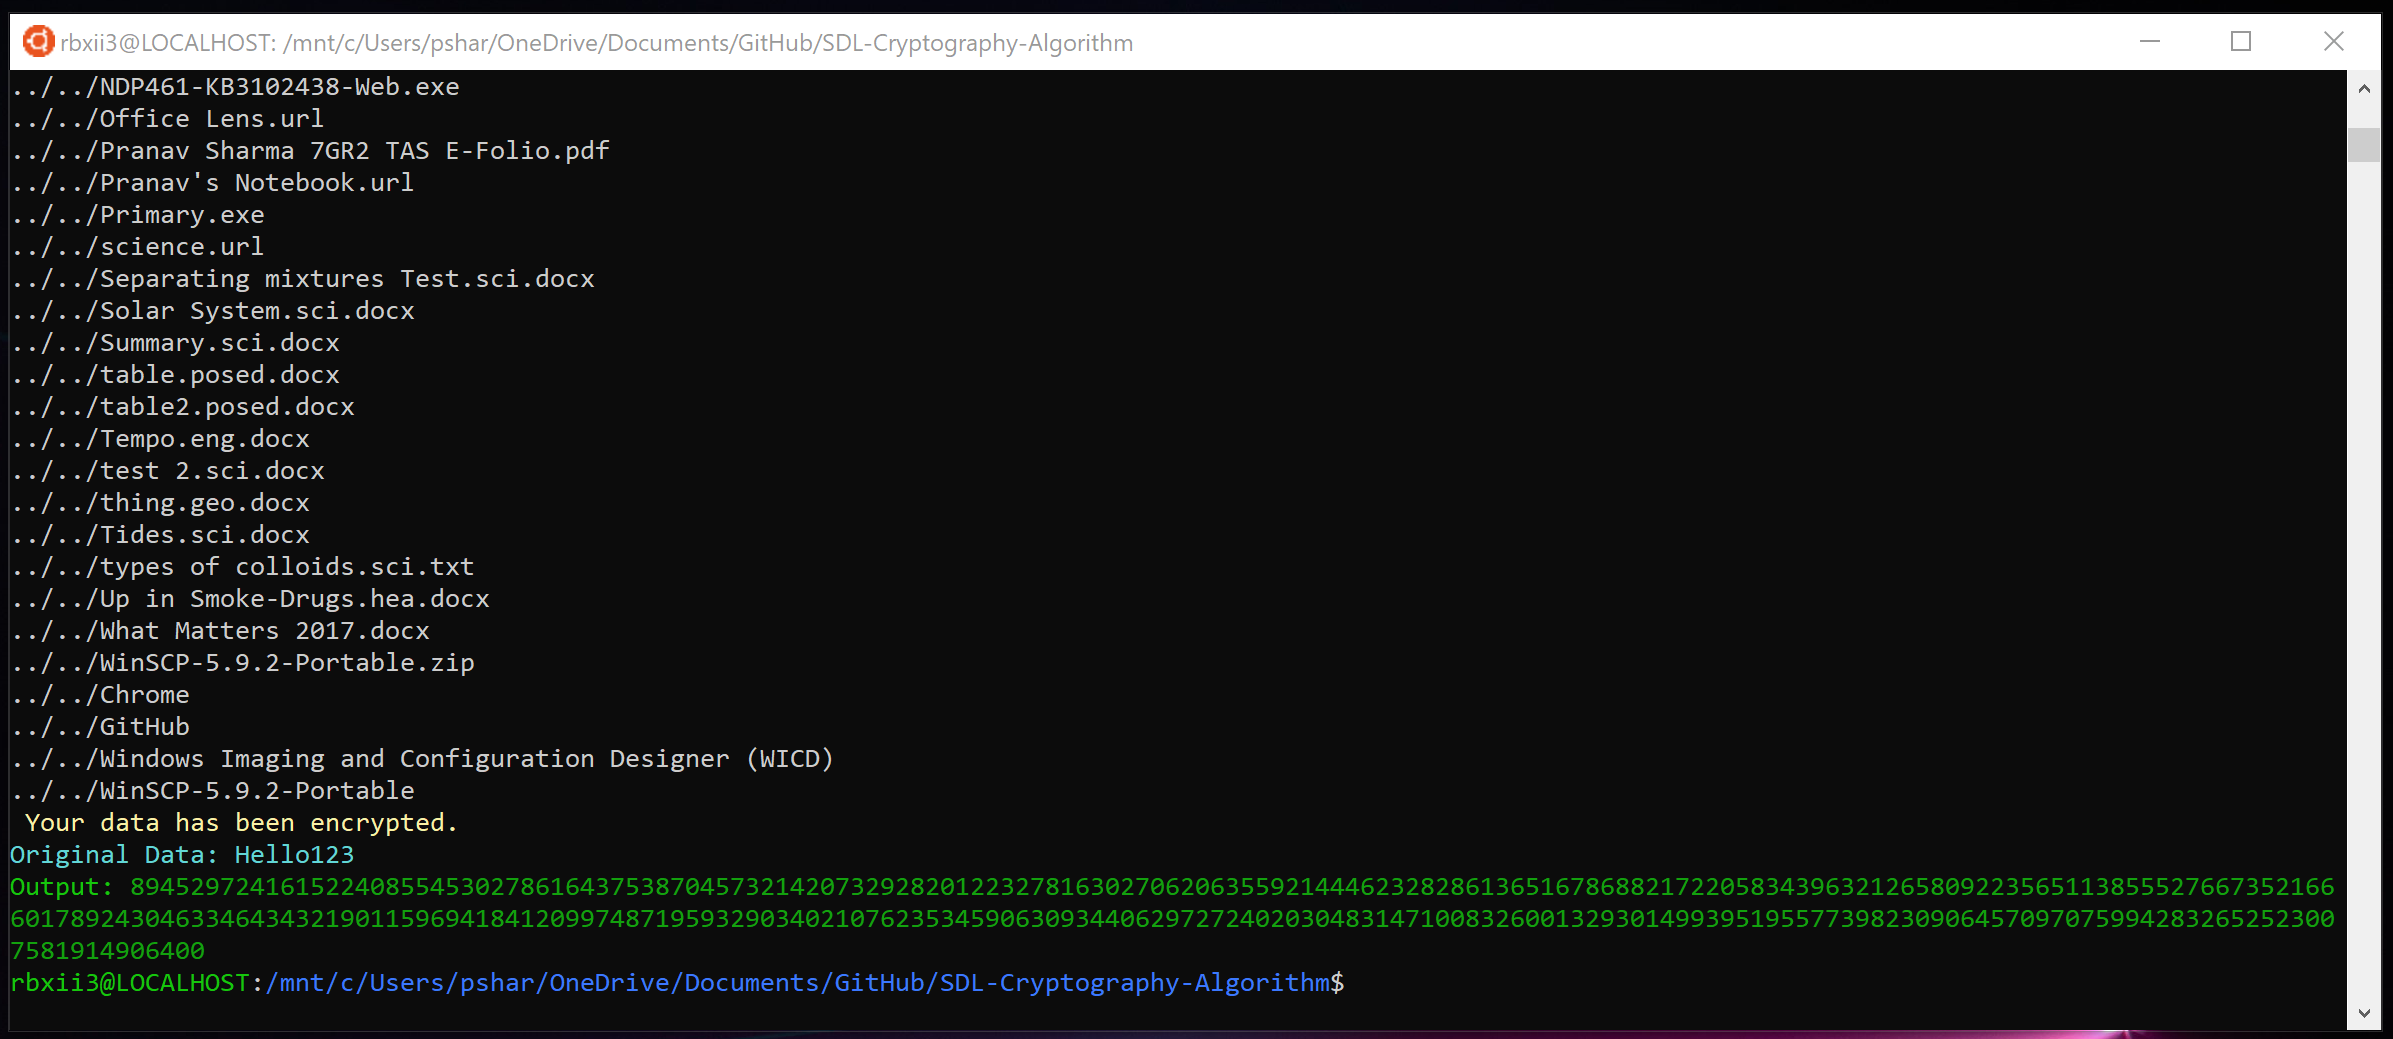 rbxii3@LOCALHOST: /mnt/c/Users/pshar/OneDrive/Documents/GitHub/SDL-Cryptography-Algorithm
../../NDP461-KB3102438-Web.exe
../../Office Lens.url
../../Pranav Sharma 7GR2 TAS E-Folio.pdf
../../Pranav's Notebook.url
../../Primary.exe
../../science.url
../../Separating mixtures Test.sci.docx
../../Solar System.sci.docx
../../Summary.sci.docx
../../table.posed.docx
../../table2.posed.docx
../../Tempo.eng.docx
../../test 2.sci.docx
../../thing.geo.docx
../../Tides.sci.docx
../../types of colloids.sci.txt
../../Up in Smoke-Drugs.hea.docx
../../What Matters 2017.docx
../../WinSCP-5.9.2-Portable.zip
../../Chrome
../../GitHub
../../Windows Imaging and Configuration Designer (WICD)
../../WinSCP-5.9.2-Portable
Your data has been encrypted.
Original Data: Hello123
Output: 8945297241615224085545302786164375387045732142073292820122327816302706206355921444623282861365167868821722058343963212658092235651138555527667352166
60178924304633464343219011596941841209974871959329034021076235345906309344062972724020304831471008326001329301499395195577398230906457097075994283265252300
7581914906400
rbxii3@LOCALHOST:/mnt/c/Users/pshar/OneDrive/Documents/GitHub/SDL-Cryptography-Algorithm$